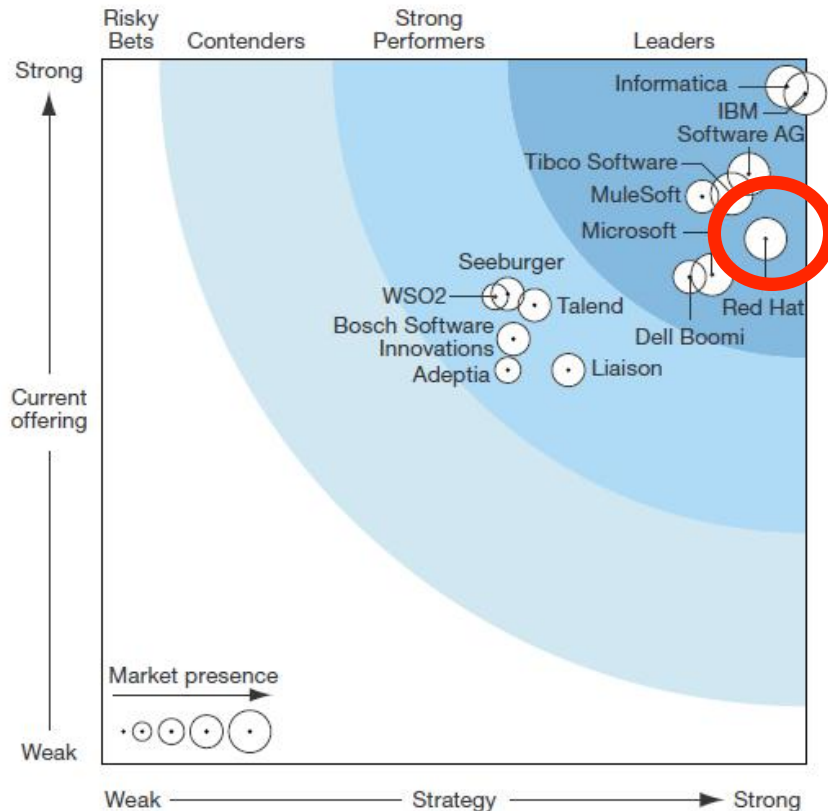 Risky
Bets
Contenders
Strong
Performers
Leaders
Strong
Informatica
IBM
Software AG
Tibco Software
MuleSoft
Microsoft
Seeburger
WSO2
Talend
Red Hat
Bosch Software
Innovations
Dell Boomi
Adeptia
Liaison
Current
offering
Market presence
Weak
Weak
Strategy
Strong